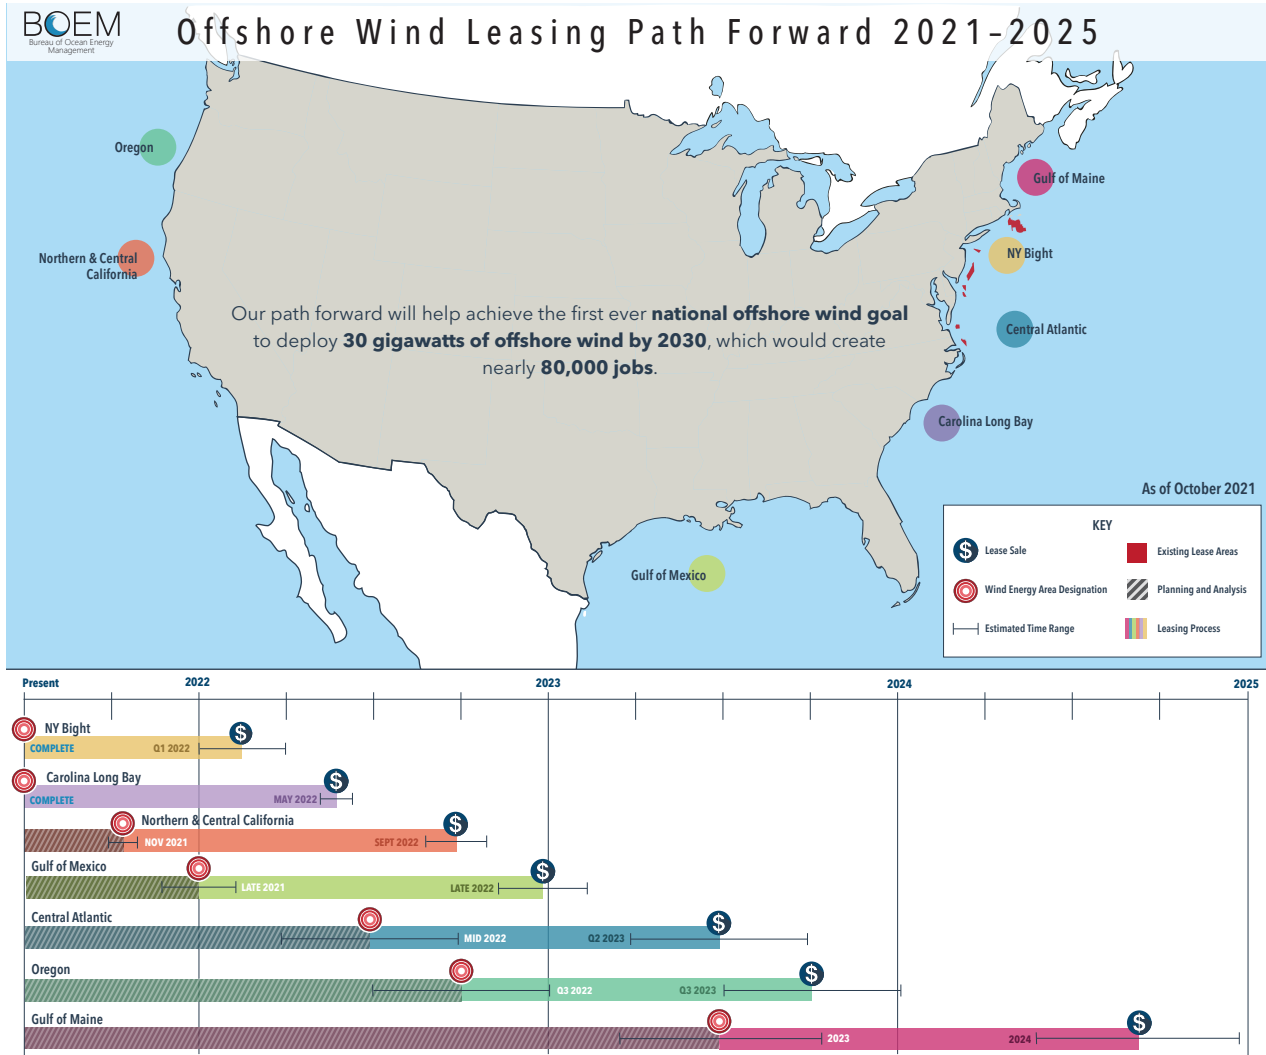 BOEM
Bureau of Ocean Energy
Management
Offshore Wind Leasing Path Forward 2021–2025
Oregon
Gulf of Maine
NY Bight
Northern & Central
California
Our path forward will help achieve the first ever national offshore wind goal
to deploy 30 gigawatts of offshore wind by 2030, which would create
nearly 80,000 jobs.
Central Atlantic
Carolina Long Bay
Gulf of Mexico
As of October 2021
KEY
$ Lease Sale
Existing Lease Areas
Wind Energy Area Designation
Planning and Analysis
Estimated Time Range
Leasing Process
Present 2022 2023 2024 2025
NY Bight $
COMPLETE Q1 2022
Carolina Long Bay $
COMPLETE MAY 2022
Northern & Central California $
NOV 2021 SEPT 2022
Gulf of Mexico $
LATE 2021 LATE 2022
Central Atlantic $
MID 2022 Q2 2023
Oregon $
Q3 2022 Q3 2023
Gulf of Maine $
2023 2024